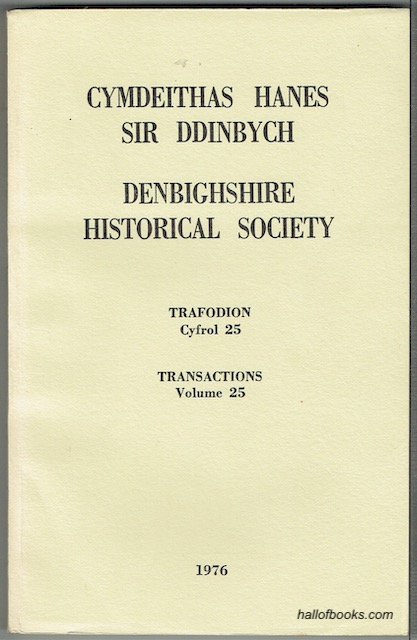 CYMDEITHAS HANES
SIR DDINBYCH
DENBIGHSHIRE
HISTORICAL SOCIETY
TRAFODION
Cyfrol 25
TRANSACTIONS
Volume 25
1976
hallofbooks.com